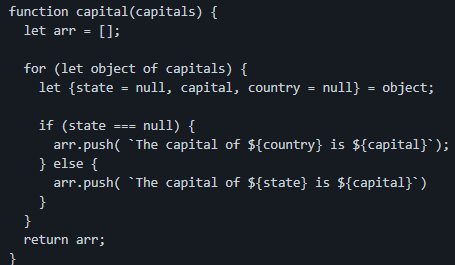 function capital(capitals) {
  let arr = [];

  for (let object of capitals) {
    let {state = null, capital, country = null} = object;

    if (state === null) {
      arr.push( `The capital of ${country} is ${capital}`);
    } else {
      arr.push( `The capital of ${state} is ${capital}`)
    }
  }
  return arr;
}